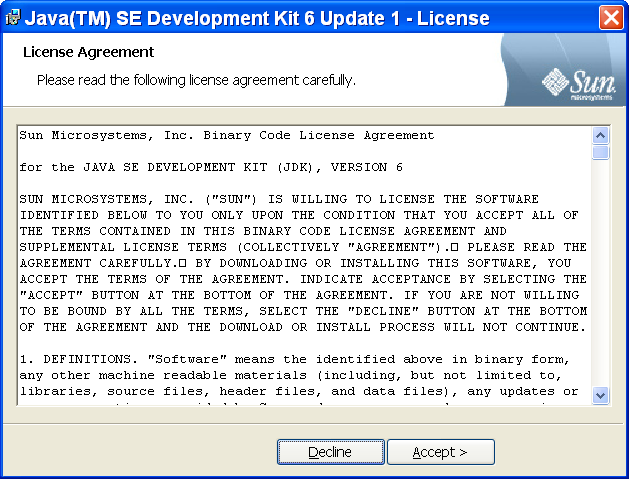 Java(TM) SE Development Kit 6 Update 1 - License
License Agreement
Please read the following license agreement carefully.
Sun
microsystems
Sun Microsystems, Inc. Binary Code License Agreement
for the JAVA SE DEVELOPMENT KIT (JDK), VERSION 6
SUN MICROSYSTEMS, INC. ("SUN") IS WILLING TO LICENSE THE SOFTWARE
IDENTIFIED BELOW TO YOU ONLY UPON THE CONDITION THAT YOU ACCEPT ALL OF
THE TERMS CONTAINED IN THIS BINARY CODE LICENSE AGREEMENT AND
SUPPLEMENTAL LICENSE TERMS (COLLECTIVELY "AGREEMENT").□ PLEASE READ THE
AGREEMENT CAREFULLY.□ BY DOWNLOADING OR INSTALLING THIS SOFTWARE, YOU
ACCEPT THE TERMS OF THE AGREEMENT. INDICATE ACCEPTANCE BY SELECTING THE
"ACCEPT" BUTTON AT THE BOTTOM OF THE AGREEMENT. IF YOU ARE NOT WILLING
TO BE BOUND BY ALL THE TERMS, SELECT THE "DECLINE" BUTTON AT THE BOTTOM
OF THE AGREEMENT AND THE DOWNLOAD OR INSTALL PROCESS WILL NOT CONTINUE.
1. DEFINITIONS. "Software" means the identified above in binary form,
any other machine readable materials (including, but not limited to,
libraries, source files, header files, and data files), any updates or
Decline
Accept >